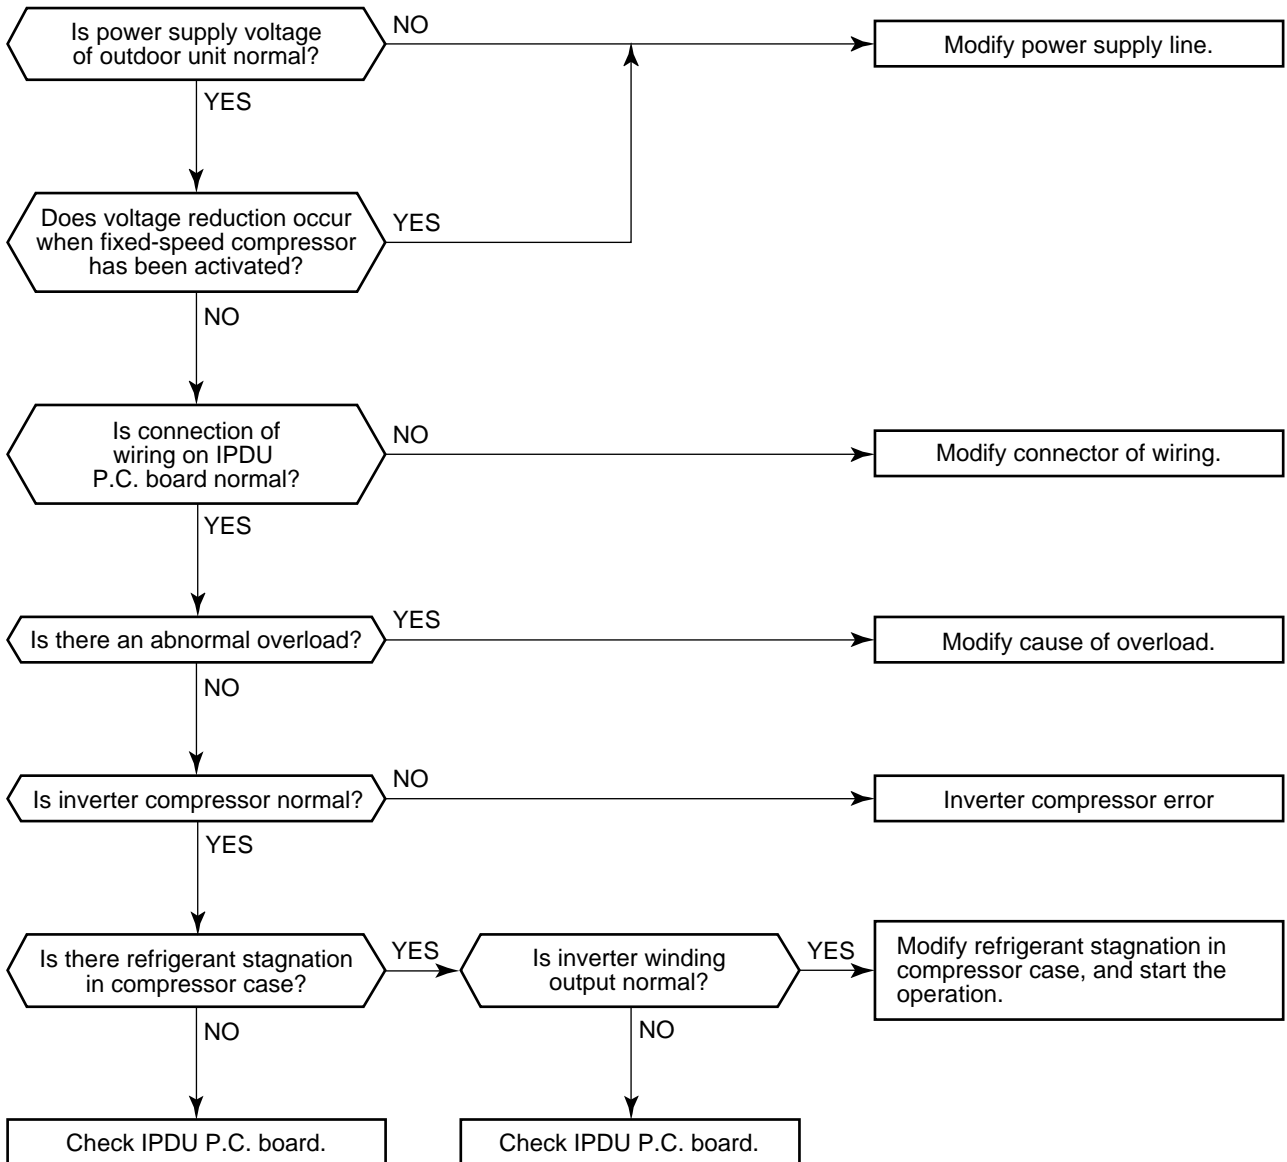 Is power supply voltage
of outdoor unit normal?
NO
Modify power supply line.
YES
Does voltage reduction occur
when fixed-speed compressor
has been activated?
YES
NO
Is connection of
wiring on IPDU
P.C. board normal?
NO
Modify connector of wiring.
YES
Is there an abnormal overload?
YES
Modify cause of overload.
NO
Is inverter compressor normal?
NO
Inverter compressor error
YES
Is there refrigerant stagnation
in compressor case?
YES
Is inverter winding
output normal?
YES
Modify refrigerant stagnation in
compressor case, and start the
operation.
NO
NO
Check IPDU P.C. board.
Check IPDU P.C. board.